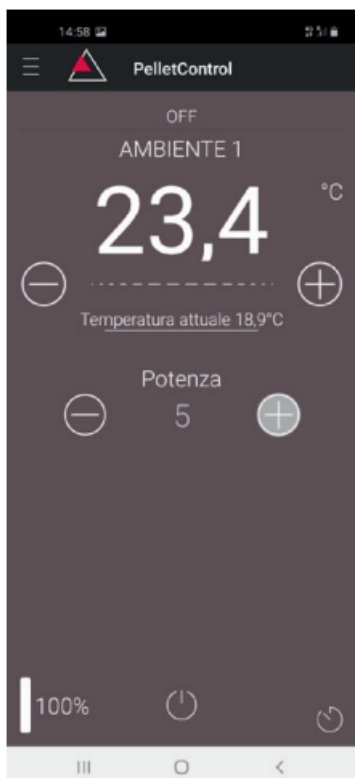 14:58
PelletControl
OFF
AMBIENTE 1
23,4 °C
Temperatura attuale 18,9°C
Potenza
5
100%